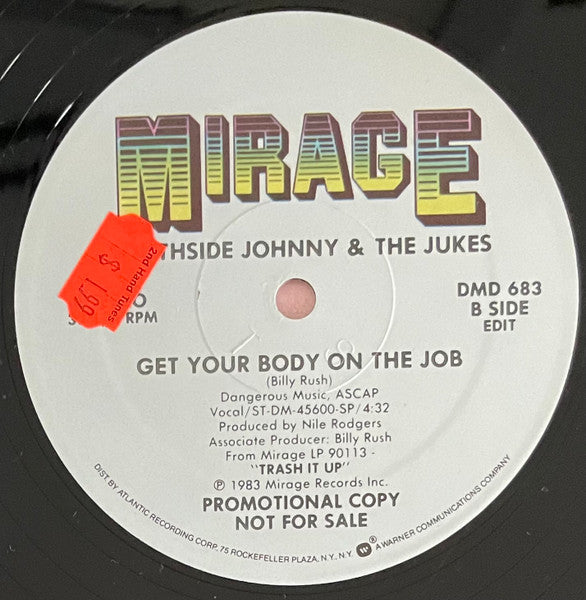 MIRAGE
THSIDE JOHNNY & THE JUKES
2nd Hand Tunes
$ 1.99
O
3 RPM
DMD 683
B SIDE
EDIT
GET YOUR BODY ON THE JOB
(Billy Rush)
Dangerous Music, ASCAP
Vocal/ST-DM-45600-SP/4:32
Produced by Nile Rodgers
Associate Producer: Billy Rush
From Mirage LP 90113 -
"TRASH IT UP"
℗ 1983 Mirage Records Inc.
PROMOTIONAL COPY
NOT FOR SALE
DIST. BY ATLANTIC RECORDING CORP. 75 ROCKEFELLER PLAZA, N.Y., N.Y. ® A WARNER COMMUNICATIONS COMPANY